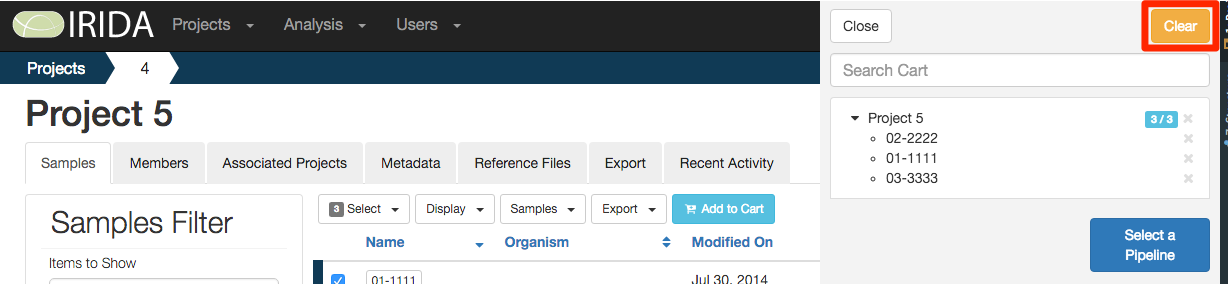 IRIDA Projects Analysis Users
Projects 4
Project 5
Samples Members Associated Projects Metadata Reference Files Export Recent Activity
Samples Filter
Items to Show
3 Select Display Samples Export Add to Cart
Name Organism Modified On
01-1111 Jul 30, 2014
Close Clear
Search Cart
Project 5 3 / 3
02-2222
01-1111
03-3333
Select a
Pipeline